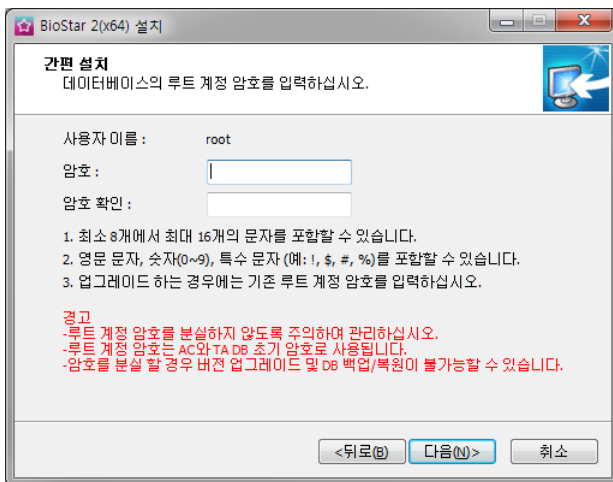 BioStar 2(x64) 설치
간편 설치
데이터베이스의 루트 계정 암호를 입력하십시오.
사용자 이름 : root
암호 :
암호 확인 :
1. 최소 8개에서 최대 16개의 문자를 포함할 수 있습니다.
2. 영문 문자, 숫자(0~9), 특수 문자 (예: !, $, #, %)를 포함할 수 있습니다.
3. 업그레이드 하는 경우에는 기존 루트 계정 암호를 입력하십시오.
경고
-루트 계정 암호를 분실하지 않도록 주의하여 관리하십시오.
-루트 계정 암호는 AC와 TA DB 초기 암호로 사용됩니다.
-암호를 분실 할 경우 버전 업그레이드 및 DB 백업/복원이 불가능할 수 있습니다.
<뒤로(B) 다음(N)> 취소